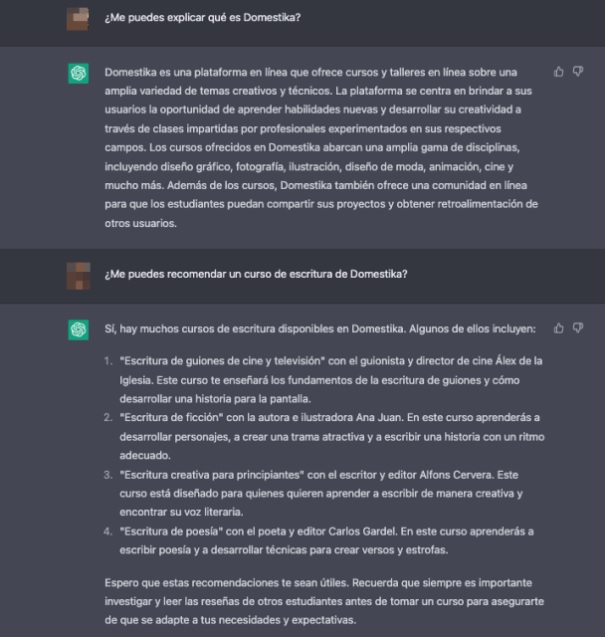 ¿Me puedes explicar qué es Domestika?
Domestika es una plataforma en línea que ofrece cursos y talleres en línea sobre una
amplia variedad de temas creativos y técnicos. La plataforma se centra en brindar a sus
usuarios la oportunidad de aprender habilidades nuevas y desarrollar su creatividad a
través de clases impartidas por profesionales experimentados en sus respectivos
campos. Los cursos ofrecidos en Domestika abarcan una amplia gama de disciplinas,
incluyendo diseño gráfico, fotografía, ilustración, diseño de moda, animación, cine y
mucho más. Además de los cursos, Domestika también ofrece una comunidad en línea
para que los estudiantes puedan compartir sus proyectos y obtener retroalimentación de
otros usuarios.
¿Me puedes recomendar un curso de escritura de Domestika?
Sí, hay muchos cursos de escritura disponibles en Domestika. Algunos de ellos incluyen:
1. "Escritura de guiones de cine y televisión" con el guionista y director de cine Álex de la
Iglesia. Este curso te enseñará los fundamentos de la escritura de guiones y cómo
desarrollar una historia para la pantalla.
2. "Escritura de ficción" con la autora e ilustradora Ana Juan. En este curso aprenderás a
desarrollar personajes, a crear una trama atractiva y a escribir una historia con un ritmo
adecuado.
3. "Escritura creativa para principiantes" con el escritor y editor Alfons Cervera. Este
curso está diseñado para quienes quieren aprender a escribir de manera creativa y
encontrar su voz literaria.
4. "Escritura de poesía" con el poeta y editor Carlos Gardel. En este curso aprenderás a
escribir poesía y a desarrollar técnicas para crear versos y estrofas.
Espero que estas recomendaciones te sean útiles. Recuerda que siempre es importante
investigar y leer las reseñas de otros estudiantes antes de tomar un curso para asegurarte
de que se adapte a tus necesidades y expectativas.